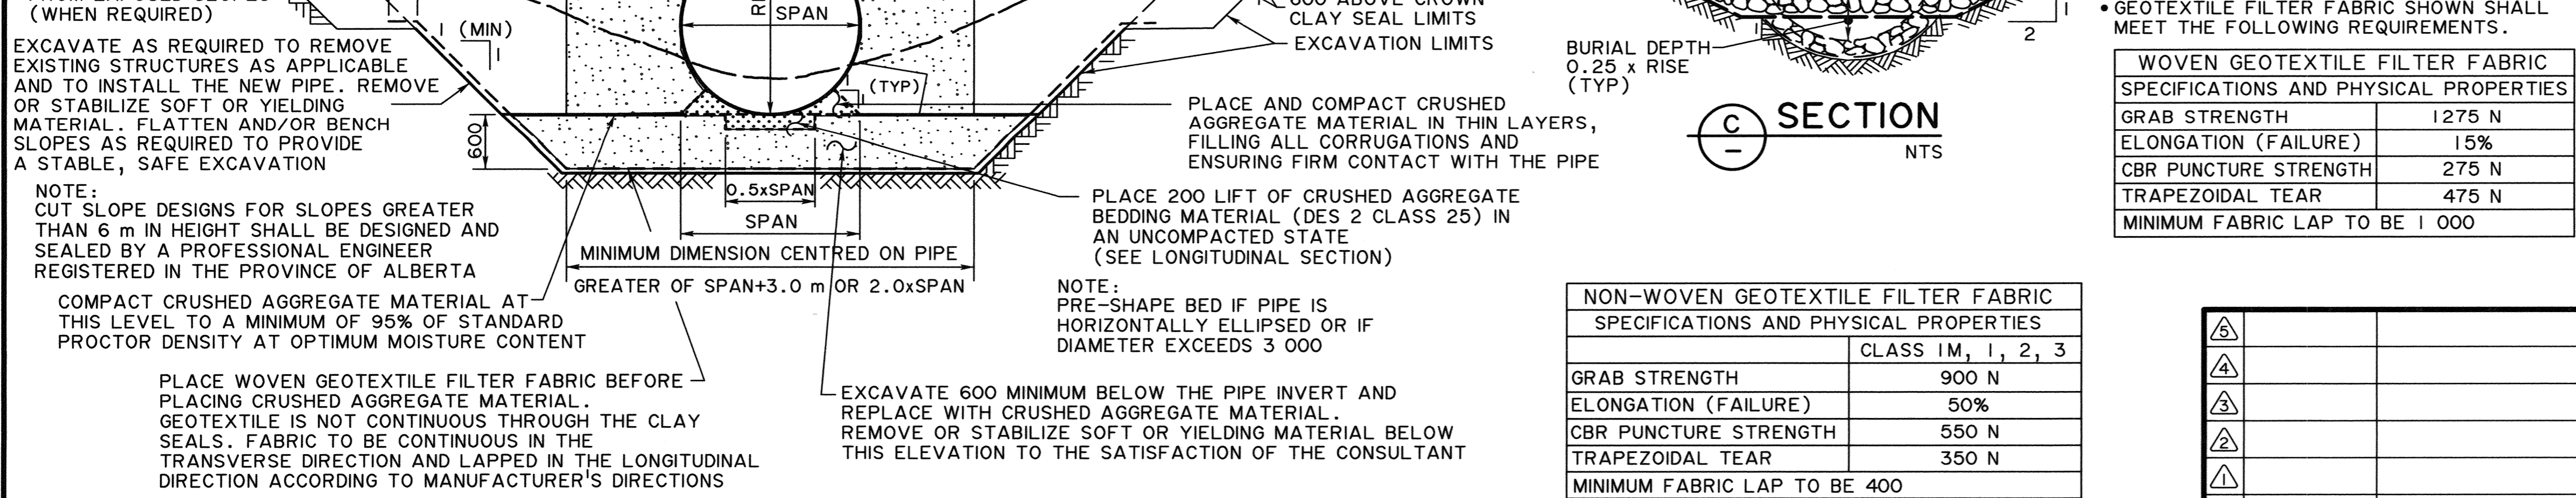 (WHEN REQUIRED)
EXCAVATE AS REQUIRED TO REMOVE
EXISTING STRUCTURES AS APPLICABLE
AND TO INSTALL THE NEW PIPE. REMOVE
OR STABILIZE SOFT OR YIELDING
MATERIAL. FLATTEN AND/OR BENCH
SLOPES AS REQUIRED TO PROVIDE
A STABLE, SAFE EXCAVATION
NOTE:
CUT SLOPE DESIGNS FOR SLOPES GREATER
THAN 6 m IN HEIGHT SHALL BE DESIGNED AND
SEALED BY A PROFESSIONAL ENGINEER
REGISTERED IN THE PROVINCE OF ALBERTA
COMPACT CRUSHED AGGREGATE MATERIAL AT
THIS LEVEL TO A MINIMUM OF 95% OF STANDARD
PROCTOR DENSITY AT OPTIMUM MOISTURE CONTENT
PLACE WOVEN GEOTEXTILE FILTER FABRIC BEFORE
PLACING CRUSHED AGGREGATE MATERIAL.
GEOTEXTILE IS NOT CONTINUOUS THROUGH THE CLAY
SEALS. FABRIC TO BE CONTINUOUS IN THE
TRANSVERSE DIRECTION AND LAPPED IN THE LONGITUDINAL
DIRECTION ACCORDING TO MANUFACTURER'S DIRECTIONS
1 (MIN)
1
600
SPAN
(TYP)
1
0.5xSPAN
SPAN
MINIMUM DIMENSION CENTRED ON PIPE
GREATER OF SPAN+3.0 m OR 2.0xSPAN
600 ABOVE CROWN
CLAY SEAL LIMITS
EXCAVATION LIMITS
PLACE AND COMPACT CRUSHED
AGGREGATE MATERIAL IN THIN LAYERS,
FILLING ALL CORRUGATIONS AND
ENSURING FIRM CONTACT WITH THE PIPE
PLACE 200 LIFT OF CRUSHED AGGREGATE
BEDDING MATERIAL (DES 2 CLASS 25) IN
AN UNCOMPACTED STATE
(SEE LONGITUDINAL SECTION)
NOTE:
PRE-SHAPE BED IF PIPE IS
HORIZONTALLY ELLIPSED OR IF
DIAMETER EXCEEDS 3 000
EXCAVATE 600 MINIMUM BELOW THE PIPE INVERT AND
REPLACE WITH CRUSHED AGGREGATE MATERIAL.
REMOVE OR STABILIZE SOFT OR YIELDING MATERIAL BELOW
THIS ELEVATION TO THE SATISFACTION OF THE CONSULTANT
BURIAL DEPTH
0.25 x RISE
(TYP)
1
2
C
–
SECTION
NTS
NON-WOVEN GEOTEXTILE FILTER FABRIC
SPECIFICATIONS AND PHYSICAL PROPERTIES
CLASS 1M, 1, 2, 3
GRAB STRENGTH 900 N
ELONGATION (FAILURE) 50%
CBR PUNCTURE STRENGTH 550 N
TRAPEZOIDAL TEAR 350 N
MINIMUM FABRIC LAP TO BE 400
• GEOTEXTILE FILTER FABRIC SHOWN SHALL
MEET THE FOLLOWING REQUIREMENTS.
WOVEN GEOTEXTILE FILTER FABRIC
SPECIFICATIONS AND PHYSICAL PROPERTIES
GRAB STRENGTH 1275 N
ELONGATION (FAILURE) 15%
CBR PUNCTURE STRENGTH 275 N
TRAPEZOIDAL TEAR 475 N
MINIMUM FABRIC LAP TO BE 1 000
5
4
3
2
1